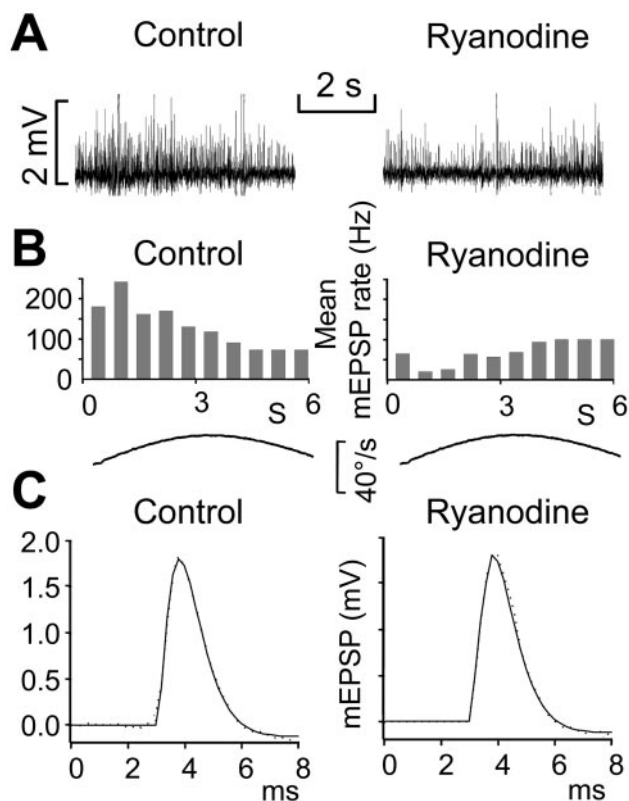 A
Control
Ryanodine
2 s
2 mV
B
Control
Ryanodine
200
100
0
Mean
mEPSP rate (Hz)
0 3 S 6
0 3 S 6
40°/s
C
Control
Ryanodine
2.0
1.5
1.0
0.5
0.0
mEPSP (mV)
0 2 4 6 8
ms
0 2 4 6 8
ms